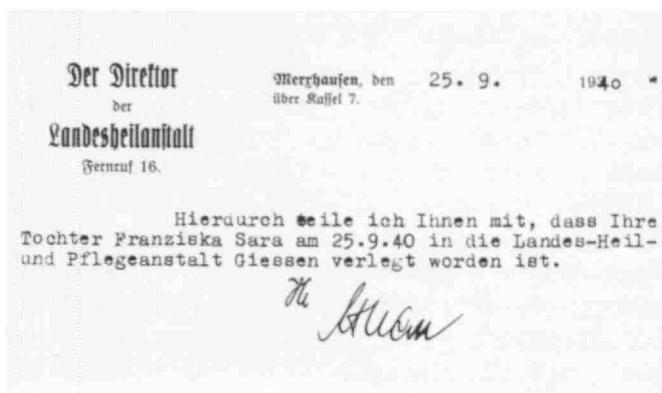 Der Direktor
der
Landesheilanstalt
Fernruf 16.
Merxhausen, den 25. 9. 1940
über Kassel 7.
Hierdurch teile ich Ihnen mit, dass Ihre
Tochter Franziska Sara am 25.9.40 in die Landes-Heil-
und Pflegeanstalt Giessen verlegt worden ist.